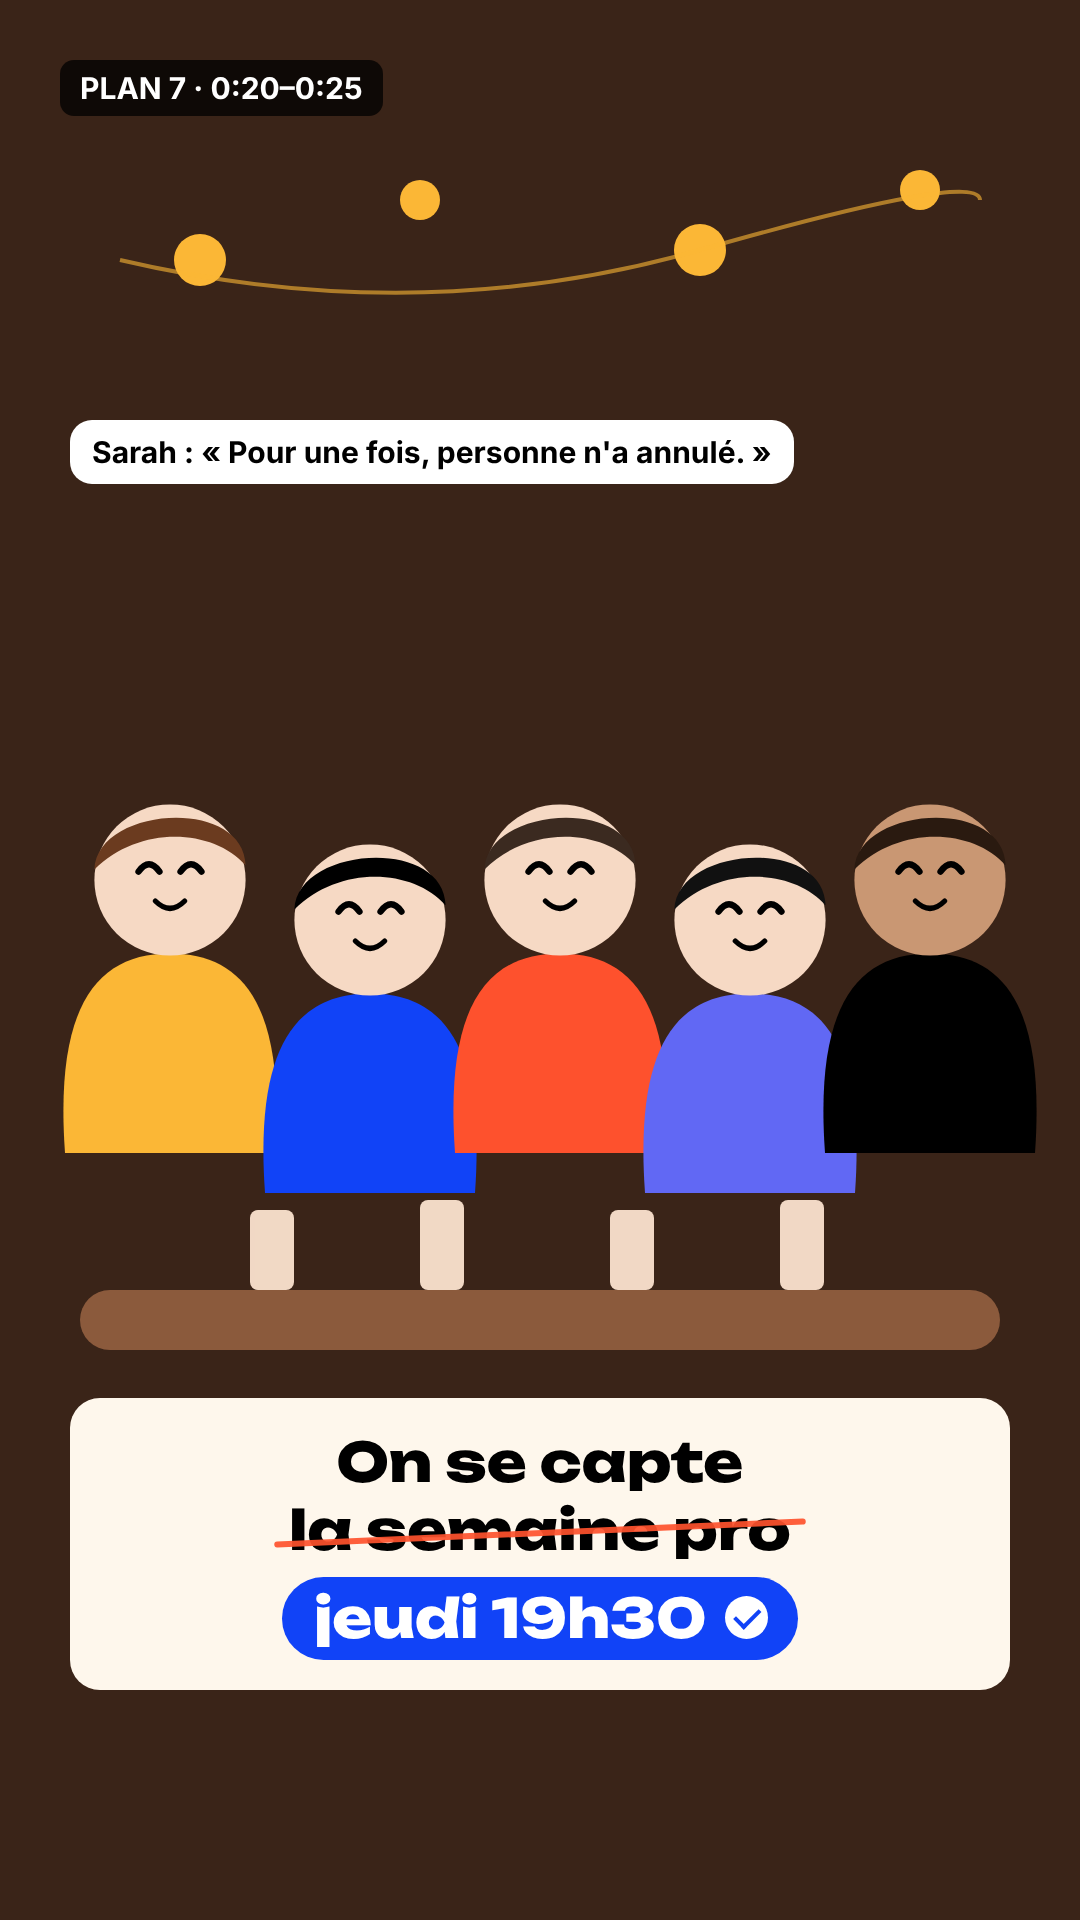 PLAN 7 · 0:20–0:25
Sarah : « Pour une fois, personne n'a annulé. »
On se capte
la semaine pro
jeudi 19h30